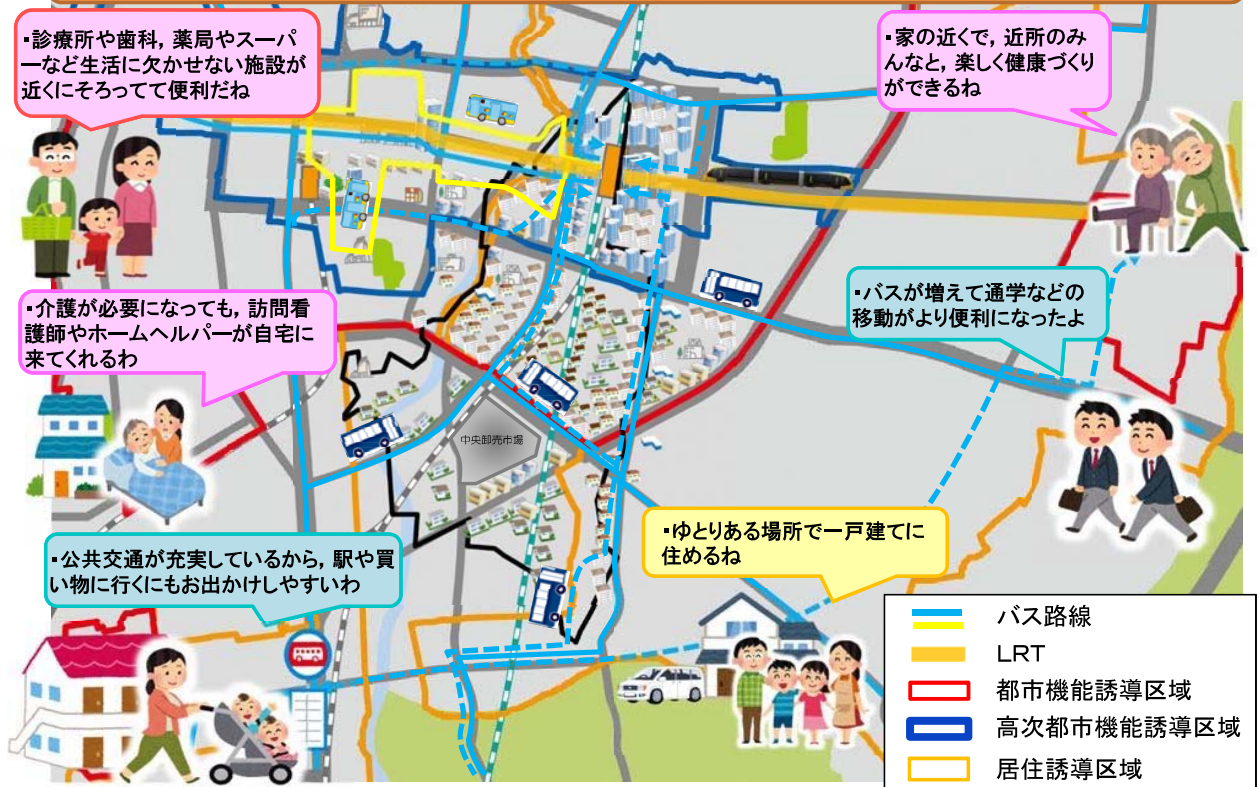 ・診療所や歯科，薬局やスーパ
ーなど生活に欠かせない施設が
近くにそろってて便利だね
・家の近くで，近所のみ
んなと，楽しく健康づくり
ができるね
・介護が必要になっても，訪問看
護師やホームヘルパーが自宅に
来てくれるわ
・バスが増えて通学などの
移動がより便利になったよ
中央卸売市場
・ゆとりある場所で一戸建てに
住めるね
・公共交通が充実しているから，駅や買
い物に行くにもお出かけしやすいわ
バス路線
LRT
都市機能誘導区域
高次都市機能誘導区域
居住誘導区域